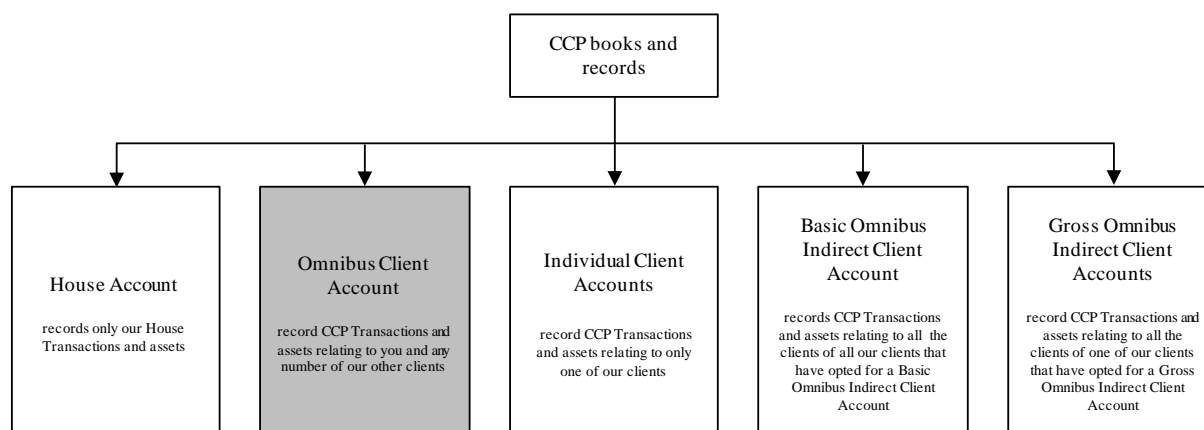 CCP books and
records
House Account
records only our House
Transactions and assets
Omnibus Client
Account
record CCP Transactions and
assets relating to you and any
number of our other clients
Individual Client
Accounts
record CCP Transactions
and assets relating to only
one of our clients
Basic Omnibus
Indirect Client
Account
records CCP Transactions
and assets relating to all the
clients of all our clients that
have opted for a Basic
Omnibus Indirect Client
Account
Gross Omnibus
Indirect Client
Accounts
record CCP Transactions and
assets relating to all the
clients of one of our clients
that have opted for a Gross
Omnibus Indirect Client
Account